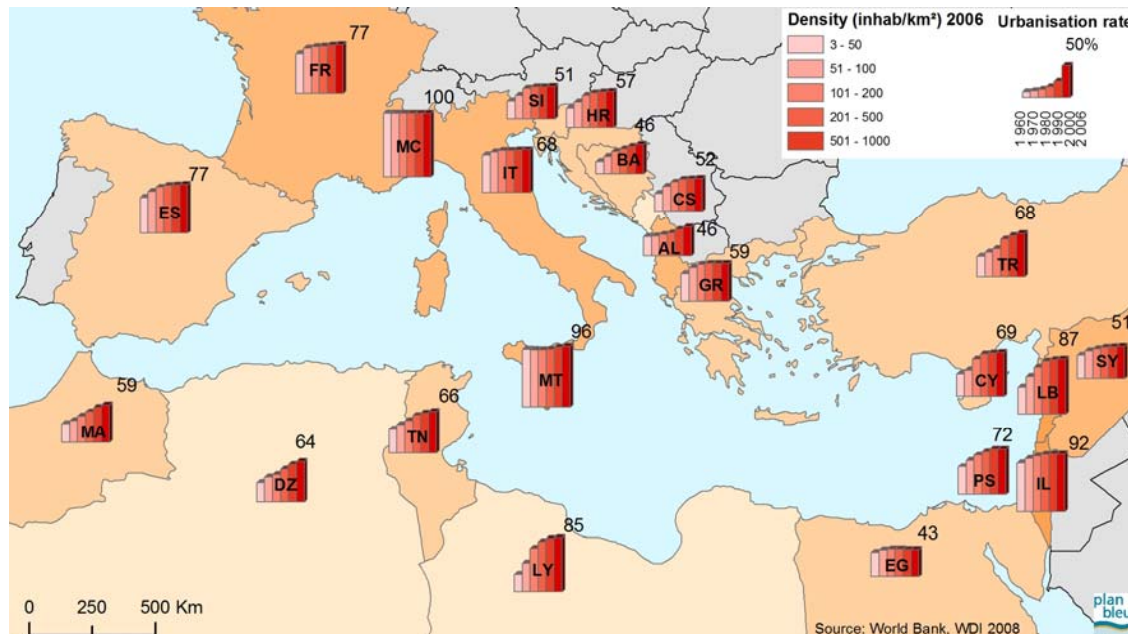 Density (inhab/km²) 2006
3 - 50
51 - 100
101 - 200
201 - 500
501 - 1000
Urbanisation rate
50%
1960
1970
1980
1990
2000
2006
77
FR
100
MC
51
SI
57
HR
46
BA
68
IT
52
CS
77
ES
46
AL
59
GR
68
TR
96
MT
69
CY
87
LB
51
SY
59
MA
66
TN
64
DZ
72
PS
92
IL
85
LY
43
EG
0 250 500 Km
plan
bleu
Source: World Bank, WDI 2008